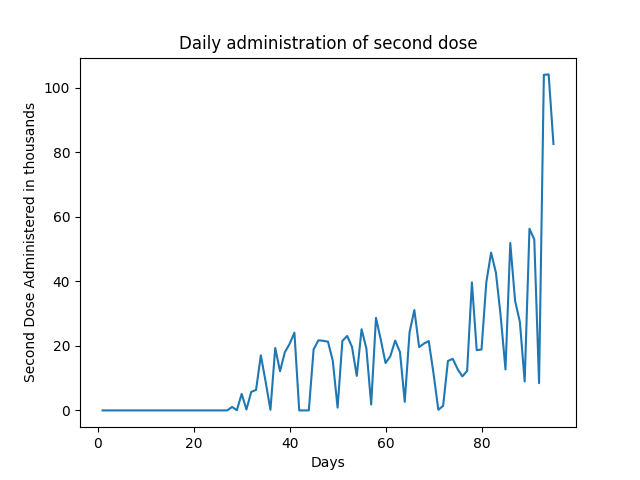 Daily administration of second dose
Second Dose Administered in thousands
100
80
60
40
20
0
0 20 40 60 80
Days